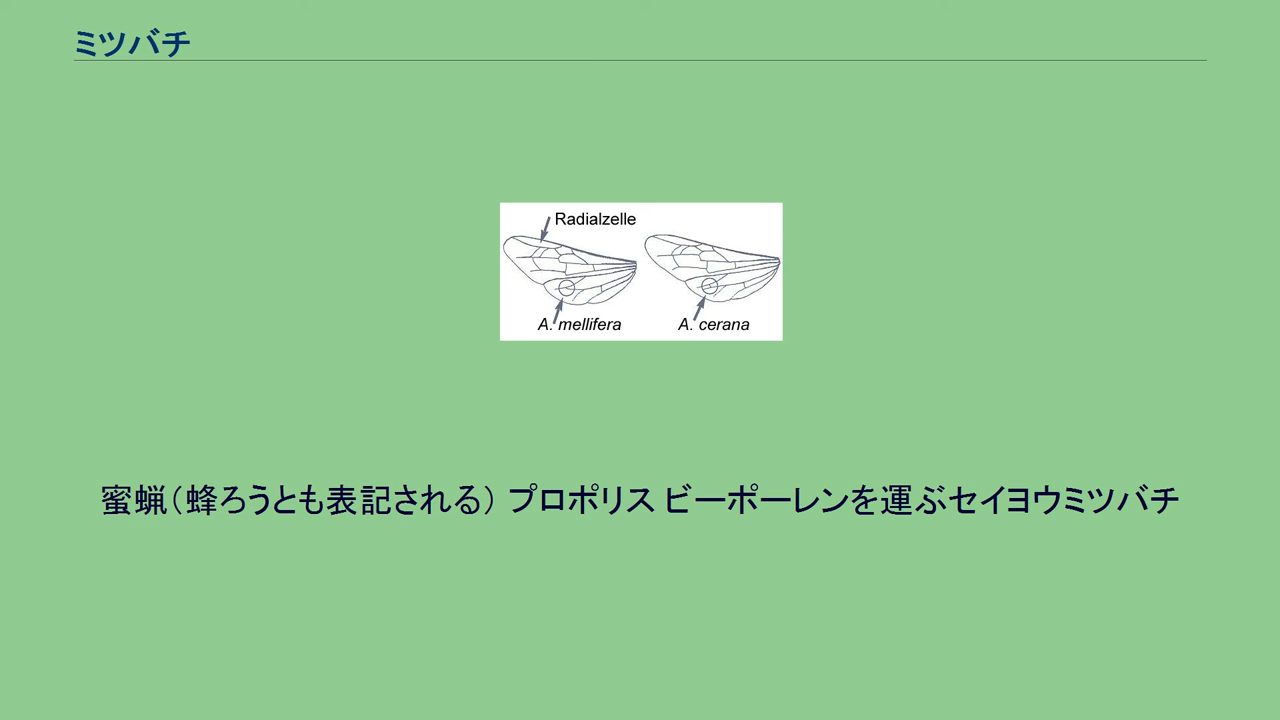 ミツバチ
Radialzelle
A. mellifera
A. cerana
蜜蝋（蜂ろうとも表記される） プロポリス ビーポーレンを運ぶセイヨウミツバチ